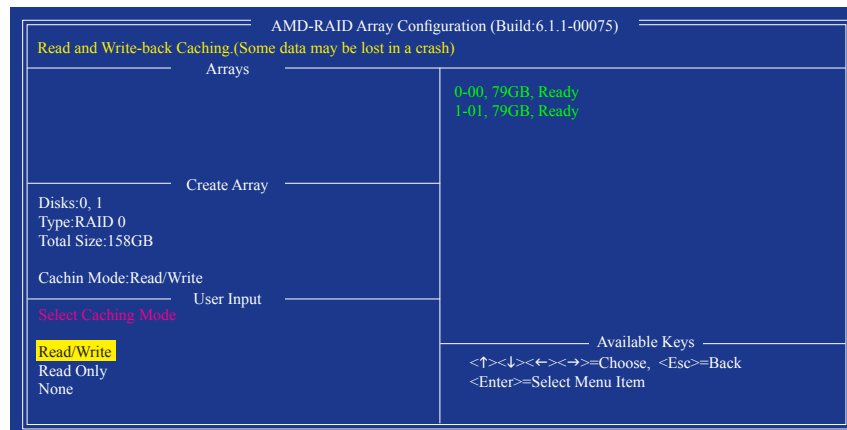 AMD-RAID Array Configuration (Build:6.1.1-00075)
Read and Write-back Caching.(Some data may be lost in a crash)
Arrays
0-00, 79GB, Ready
1-01, 79GB, Ready
Create Array
Disks:0, 1
Type:RAID 0
Total Size:158GB
Cachin Mode:Read/Write
User Input
Select Caching Mode
Read/Write
Read Only
None
Available Keys
<↑><↓><←><→>=Choose, <Esc>=Back
<Enter>=Select Menu Item